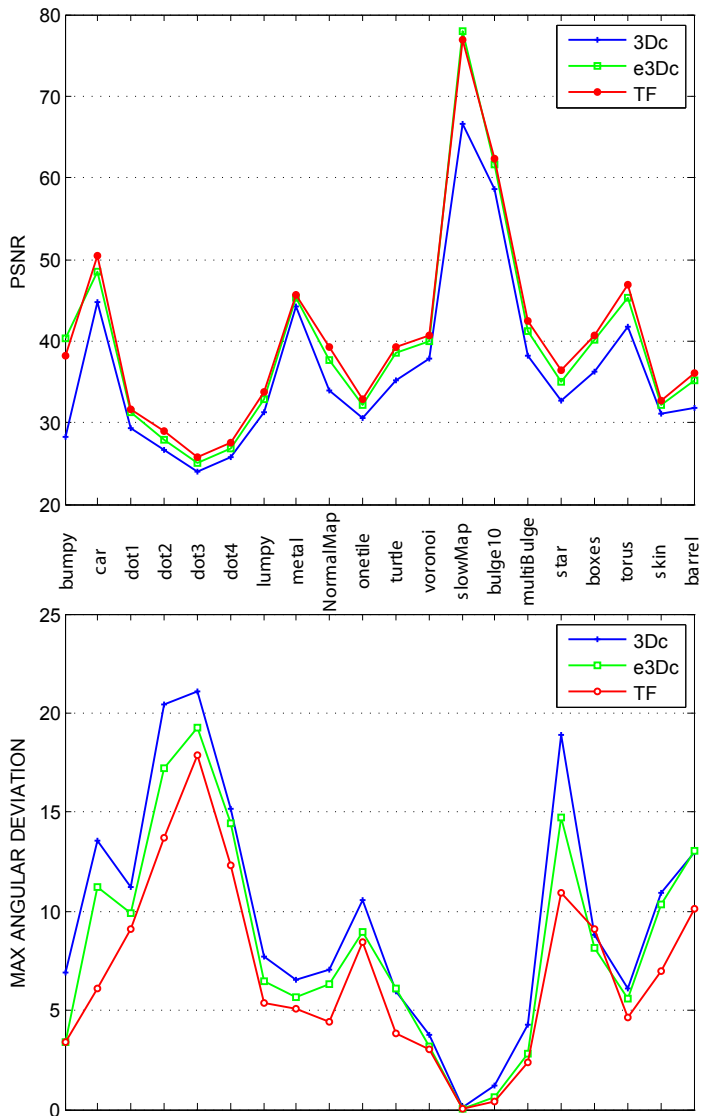 80
70
60
50
40
30
20
PSNR
3Dc
e3Dc
TF
bumpy
car
dot1
dot2
dot3
dot4
lumpy
metal
NormalMap
onetile
turtle
voronoi
slowMap
bulge10
multiBulge
star
boxes
torus
skin
barrel
25
20
15
10
5
0
MAX ANGULAR DEVIATION
3Dc
e3Dc
TF